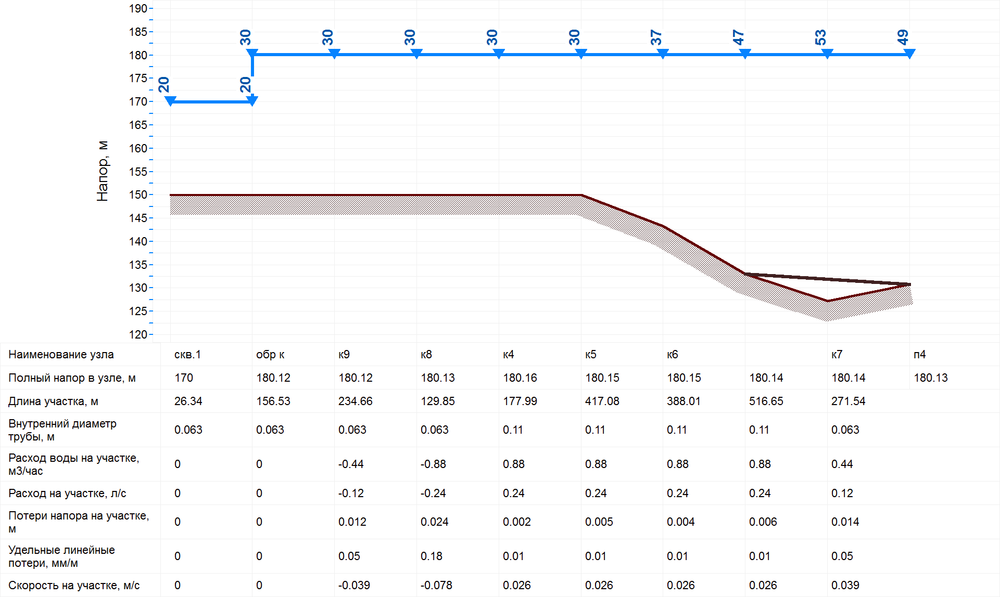 190
185
180
175
170
165
160
155
150
145
140
135
130
125
120
Напор, м
20
20
30
30
30
30
30
37
47
53
49
Наименование узла скв.1 обр к к9 к8 к4 к5 к6 к7 п4
Полный напор в узле, м 170 180.12 180.12 180.13 180.16 180.15 180.15 180.14 180.14 180.13
Длина участка, м 26.34 156.53 234.66 129.85 177.99 417.08 388.01 516.65 271.54
Внутренний диаметр
трубы, м 0.063 0.063 0.063 0.063 0.11 0.11 0.11 0.11 0.063
Расход воды на участке,
м3/час 0 0 -0.44 -0.88 0.88 0.88 0.88 0.88 0.44
Расход на участке, л/с 0 0 -0.12 -0.24 0.24 0.24 0.24 0.24 0.12
Потери напора на участке,
м 0 0 0.012 0.024 0.002 0.005 0.004 0.006 0.014
Удельные линейные
потери, мм/м 0 0 0.05 0.18 0.01 0.01 0.01 0.01 0.05
Скорость на участке, м/с 0 0 -0.039 -0.078 0.026 0.026 0.026 0.026 0.039